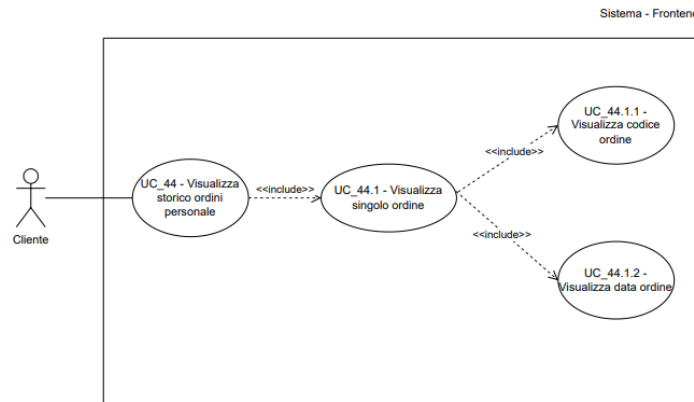 Sistema - Frontend
UC_44.1.1 -
Visualizza codice
ordine
<<include>>
UC_44 - Visualizza
storico ordini
personale
<<include>>
UC_44.1 - Visualizza
singolo ordine
Cliente
<<include>>
UC_44.1.2 -
Visualizza data ordine